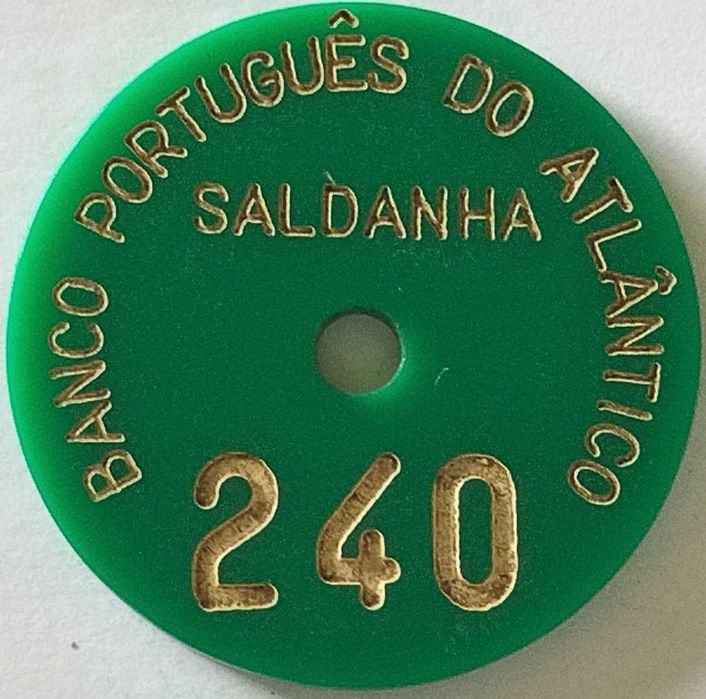 BANCO PORTUGUÊS DO ATLÂNTICO
SALDANHA
240